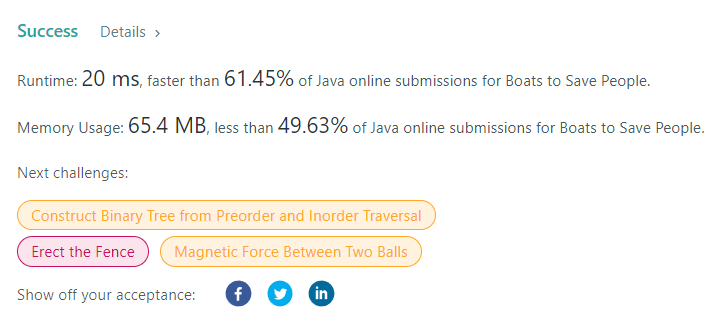 Success Details >
Runtime: 20 ms, faster than 61.45% of Java online submissions for Boats to Save People.
Memory Usage: 65.4 MB, less than 49.63% of Java online submissions for Boats to Save People.
Next challenges:
Construct Binary Tree from Preorder and Inorder Traversal
Erect the Fence Magnetic Force Between Two Balls
Show off your acceptance: f in